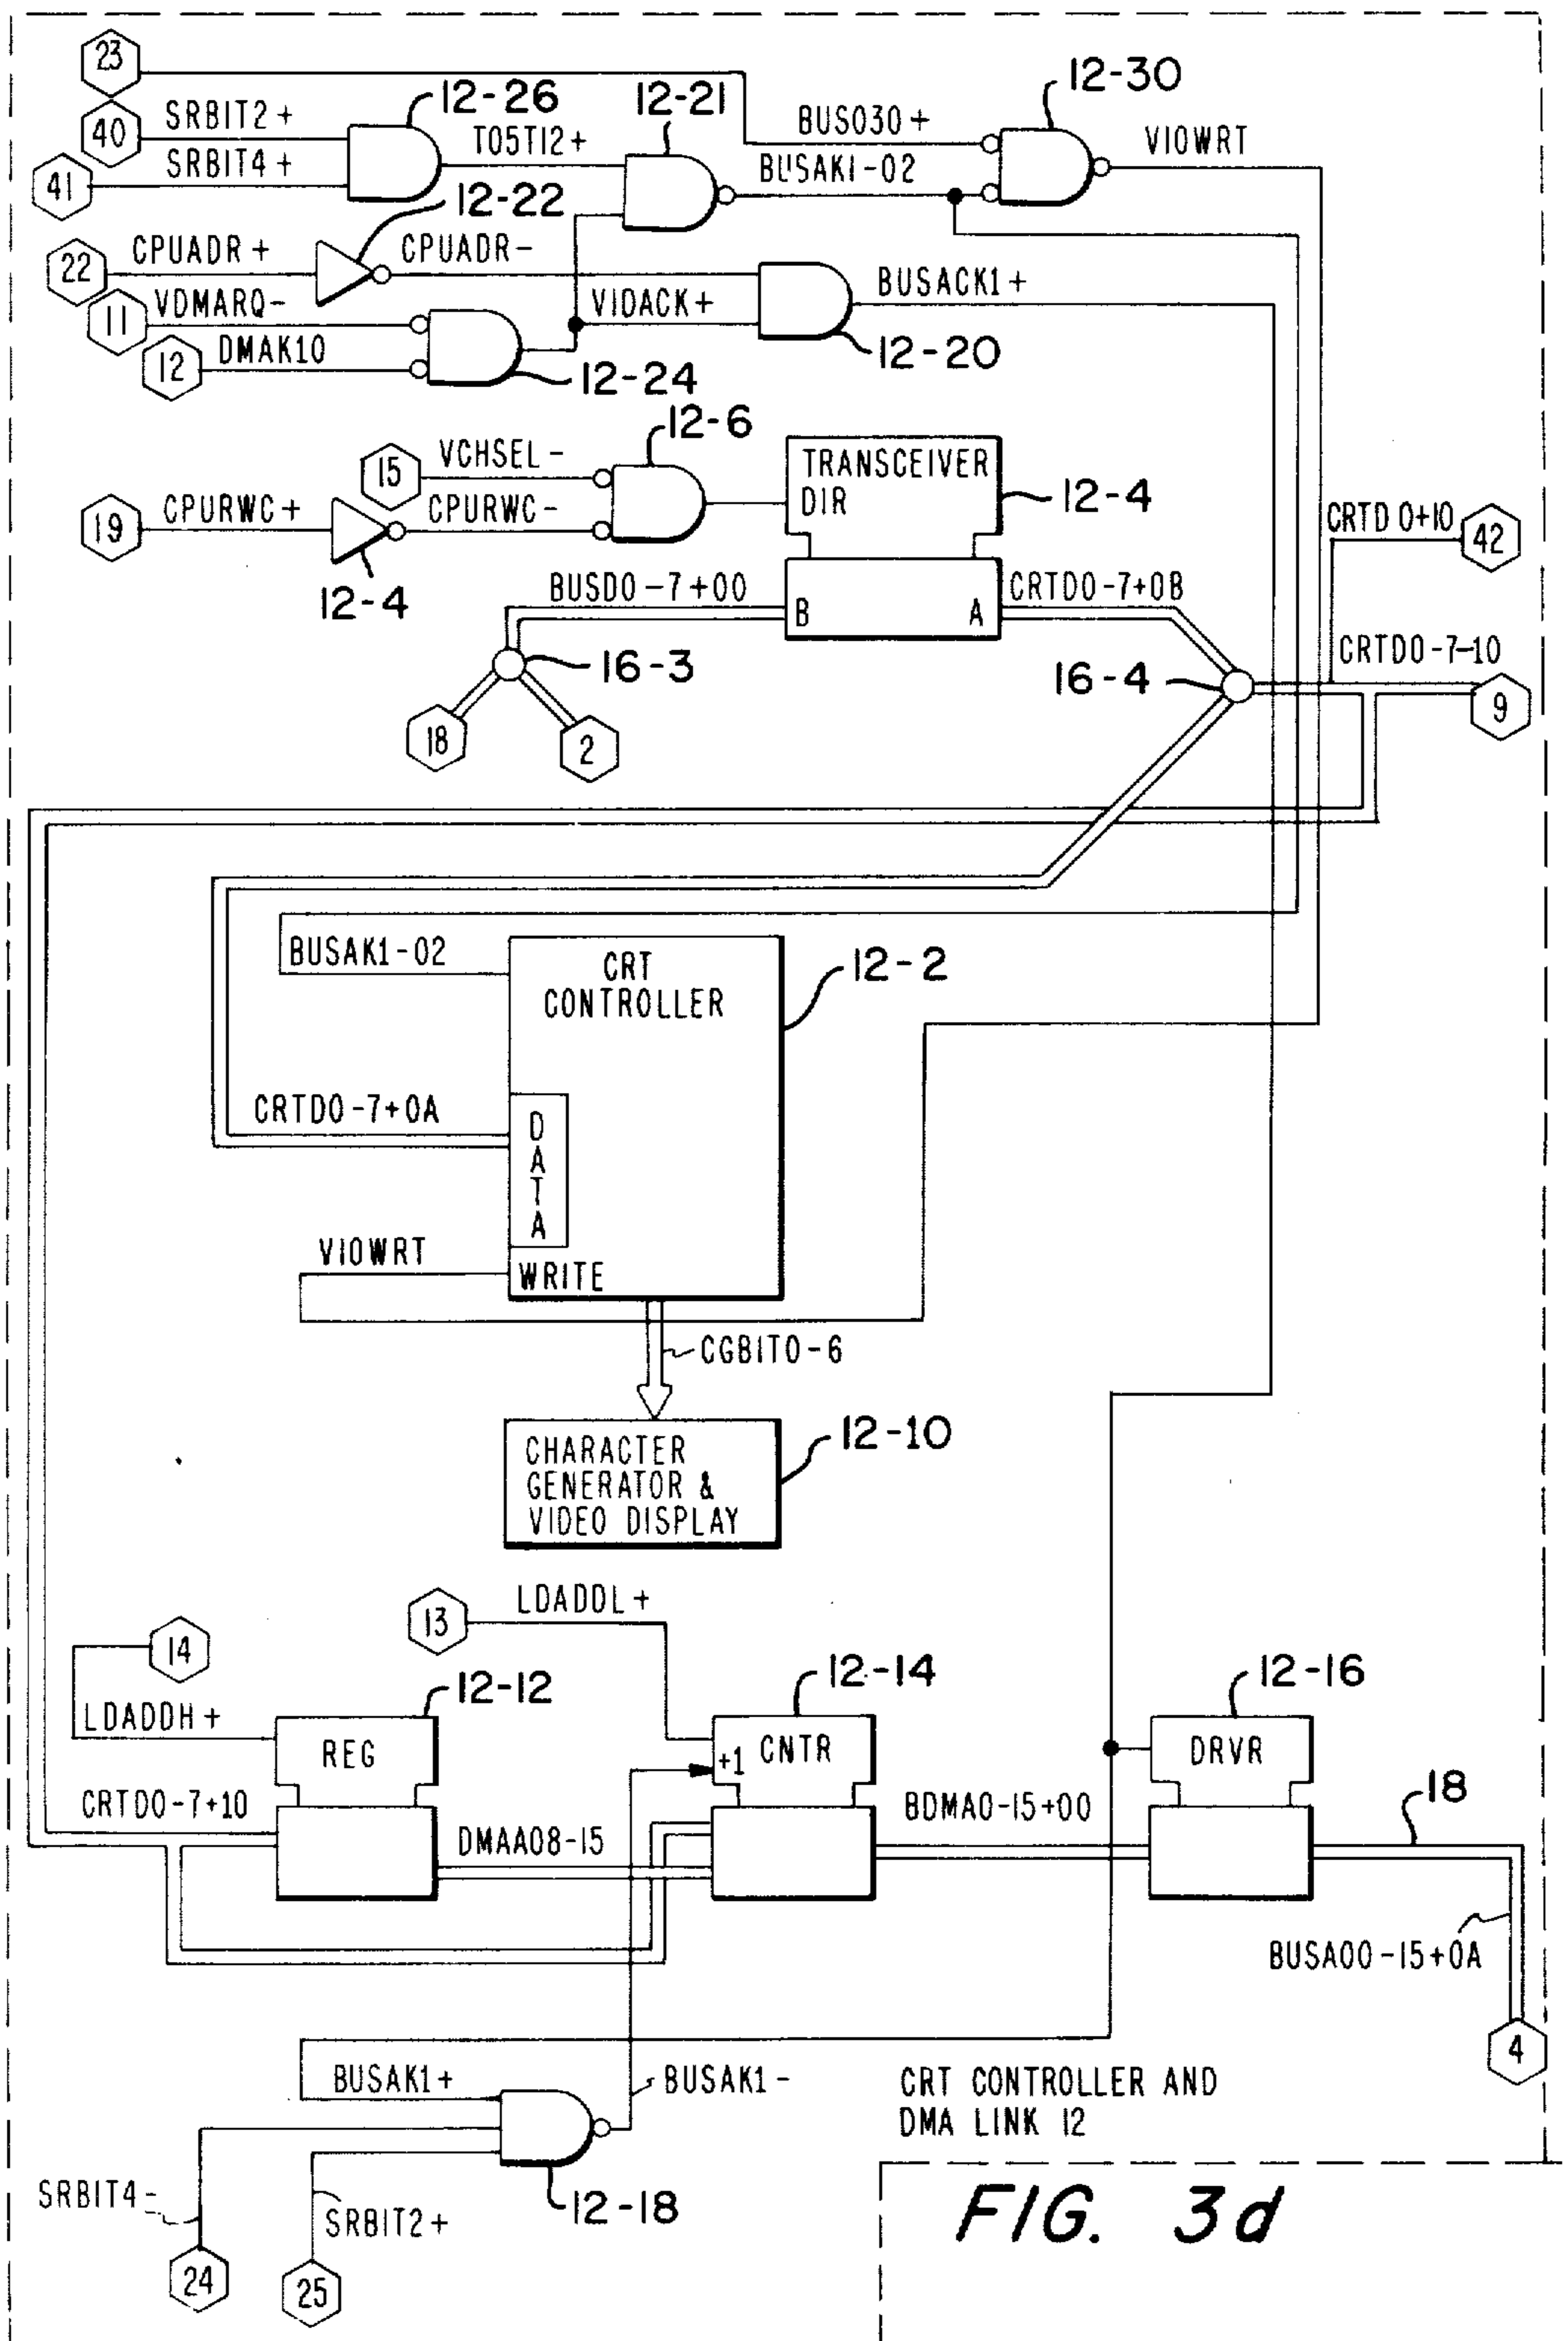 23
12-30
12-26
12-21
40
SRBIT2+
T05T12+
BUS030+
VIOWRT
41
SRBIT4+
BUSAK1-02
12-22
22
CPUADR+
CPUADR-
BUSACK1+
11
VDMARQ-
VIDACK+
12
DMAK10
12-20
12-24
12-6
15
VCHSEL-
TRANSCEIVER
DIR
12-4
19
CPURWC+
CPURWC-
CRTD 0+10
42
12-4
BUSD0-7+00
B
A
CRTD0-7+0B
CRTD0-7-10
16-3
16-4
9
18
2
BUSAK1-02
CRT
CONTROLLER
12-2
CRTD0-7+0A
DATA
VIOWRT
WRITE
CGBIT0-6
12-10
CHARACTER
GENERATOR &
VIDEO DISPLAY
13
LDADDL+
14
12-12
12-14
12-16
LDADDH+
REG
+1 CNTR
DRVR
CRTD0-7+10
DMAA08-15
BDMA0-15+00
18
BUSA00-15+0A
4
BUSAK1+
BUSAK1-
CRT CONTROLLER AND
DMA LINK 12
12-18
SRBIT4-
SRBIT2+
24
25
FIG. 3d